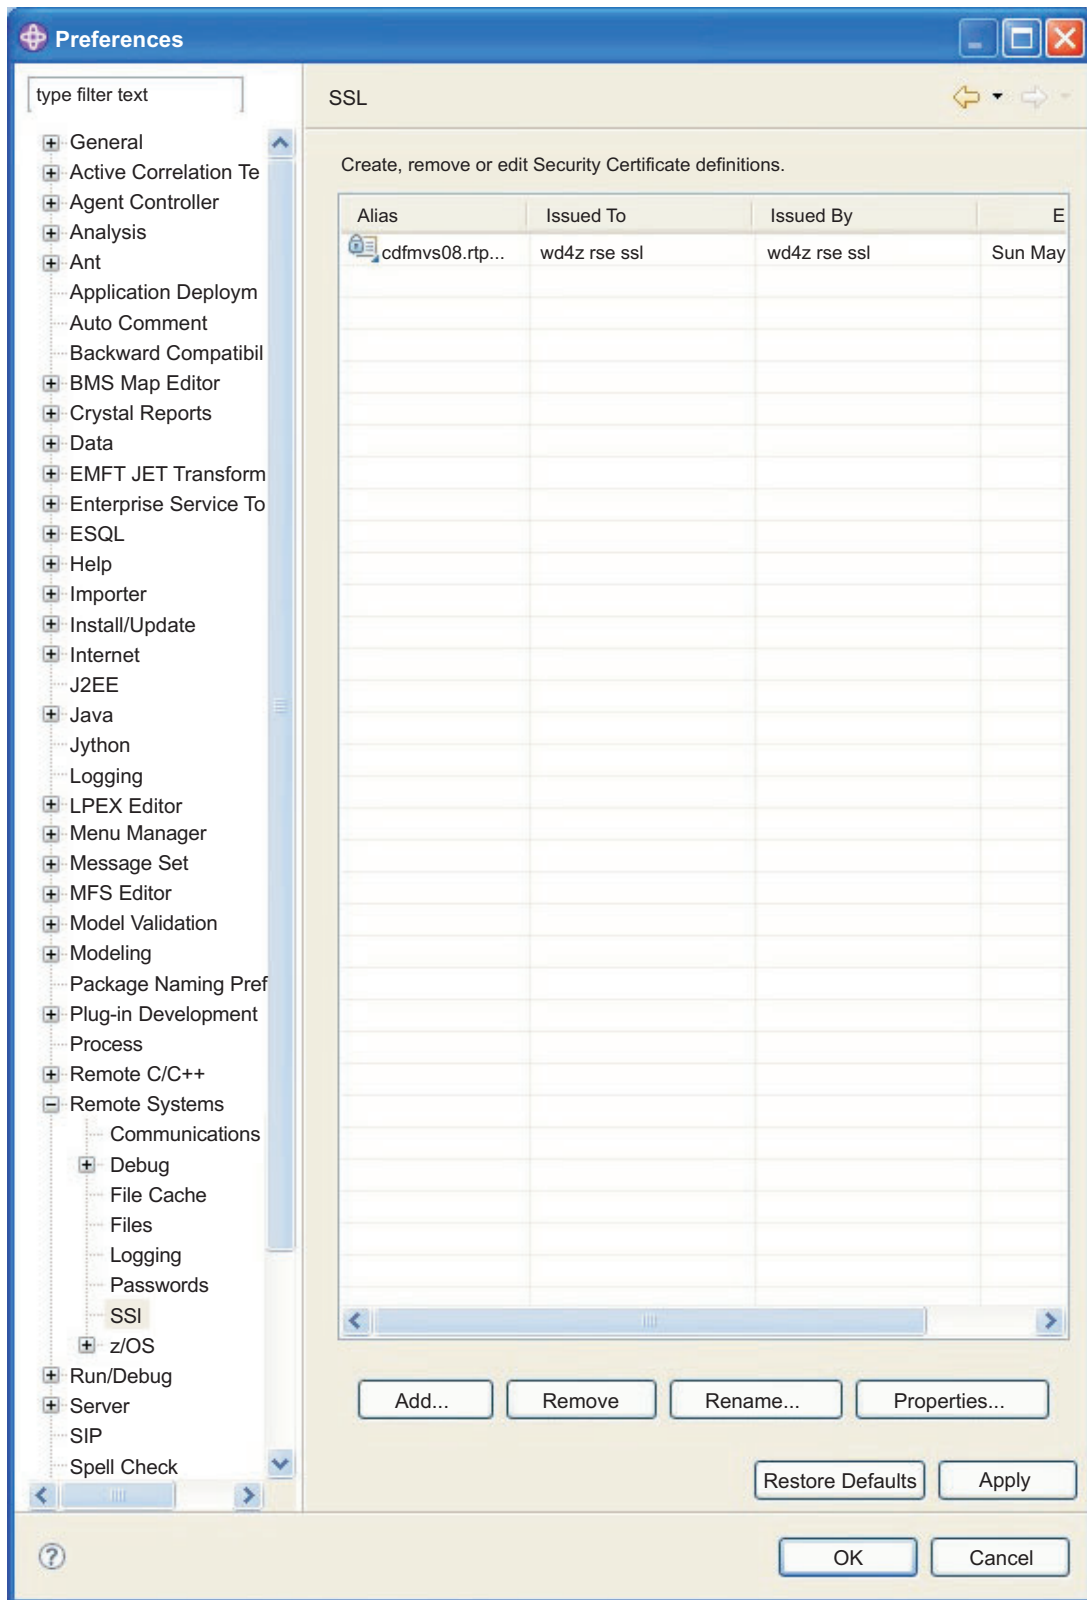 Preferences
type filter text
SSL
General
Active Correlation Te
Agent Controller
Analysis
Ant
Application Deploym
Auto Comment
Backward Compatibil
BMS Map Editor
Crystal Reports
Data
EMFT JET Transform
Enterprise Service To
ESQL
Help
Importer
Install/Update
Internet
J2EE
Java
Jython
Logging
LPEX Editor
Menu Manager
Message Set
MFS Editor
Model Validation
Modeling
Package Naming Pref
Plug-in Development
Process
Remote C/C++
Remote Systems
Communications
Debug
File Cache
Files
Logging
Passwords
SSl
z/OS
Run/Debug
Server
SIP
Spell Check
Create, remove or edit Security Certificate definitions.
Alias Issued To Issued By E
cdfmvs08.rtp... wd4z rse ssl wd4z rse ssl Sun May
Add... Remove Rename... Properties...
Restore Defaults Apply
? OK Cancel